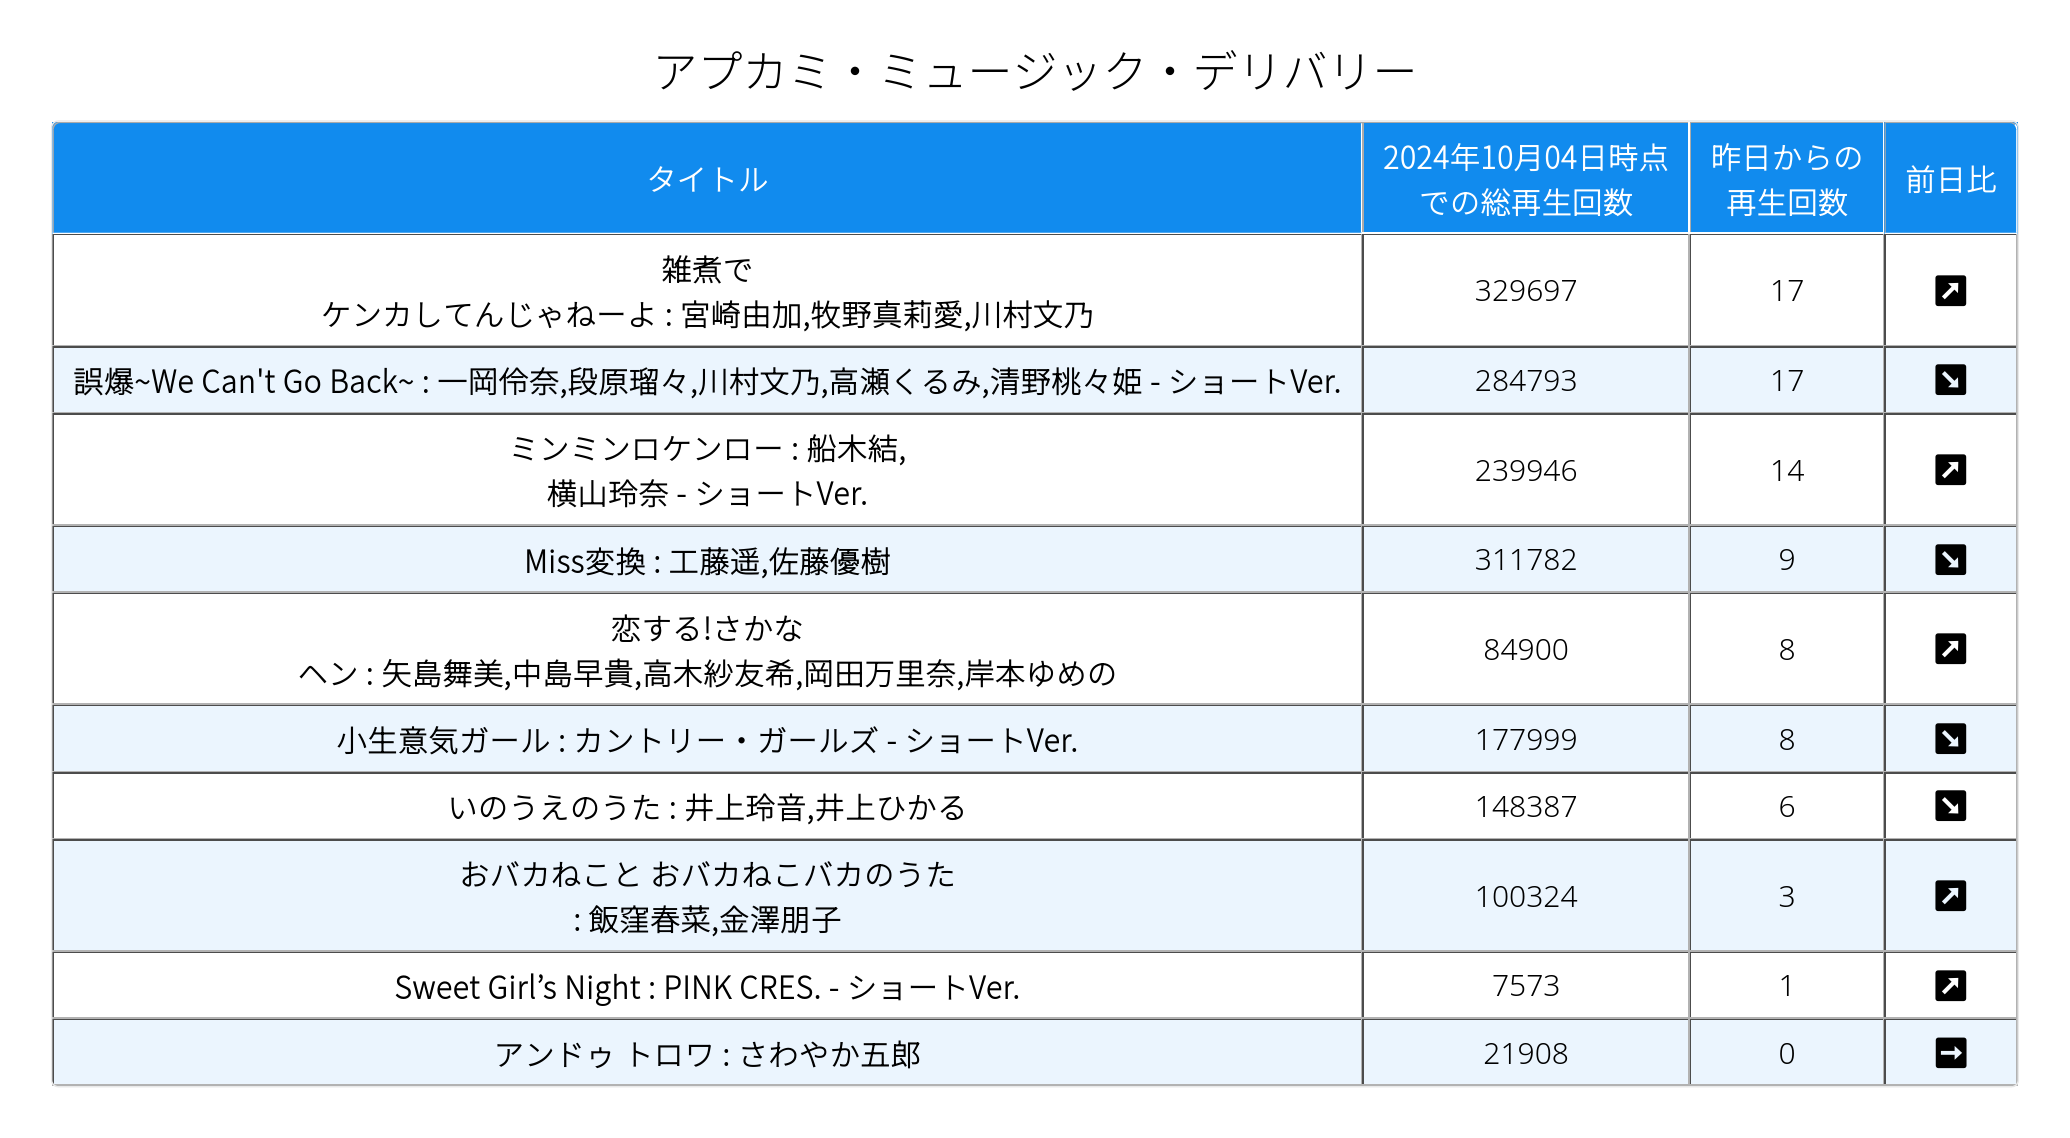 アプカミ・ミュージック・デリバリー
タイトル
2024年10月04日時点
での総再生回数
昨日からの
再生回数
前日比
雑煮で
ケンカしてんじゃねーよ : 宮崎由加,牧野真莉愛,川村文乃
329697
17
↗
誤爆~We Can't Go Back~ : 一岡伶奈,段原瑠々,川村文乃,高瀬くるみ,清野桃々姫 - ショートVer.
284793
17
↘
ミンミンロケンロー : 船木結,
横山玲奈 - ショートVer.
239946
14
↗
Miss変換 : 工藤遥,佐藤優樹
311782
9
↘
恋する!さかな
ヘン : 矢島舞美,中島早貴,高木紗友希,岡田万里奈,岸本ゆめの
84900
8
↗
小生意気ガール : カントリー・ガールズ - ショートVer.
177999
8
↘
いのうえのうた : 井上玲音,井上ひかる
148387
6
↘
おバカねこと おバカねこバカのうた
: 飯窪春菜,金澤朋子
100324
3
↗
Sweet Girl’s Night : PINK CRES. - ショートVer.
7573
1
↗
アンドゥ トロワ : さわやか五郎
21908
0
→